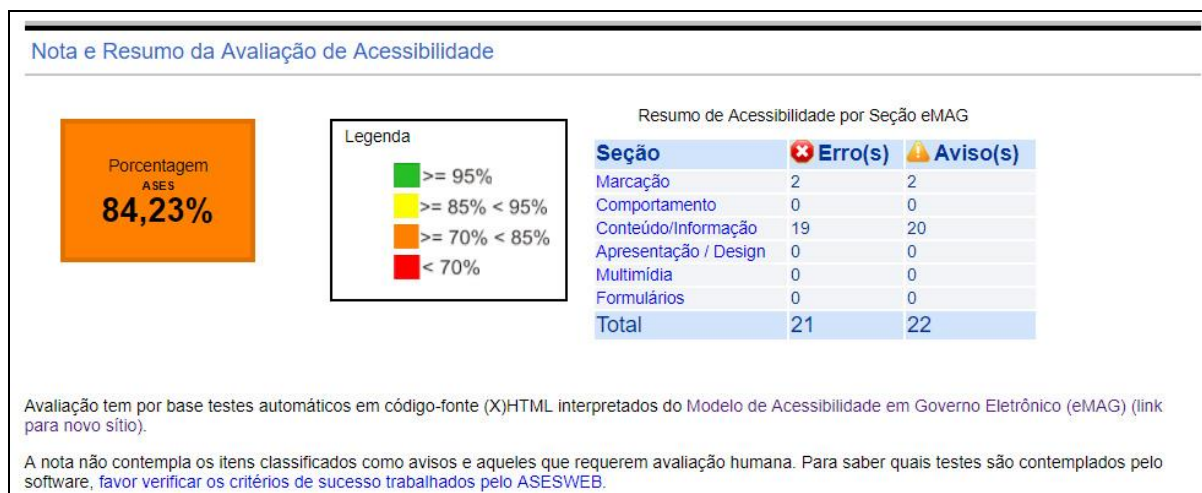 Nota e Resumo da Avaliação de Acessibilidade
Porcentagem
ASES
84,23%
Legenda
>= 95%
>= 85% < 95%
>= 70% < 85%
< 70%
Resumo de Acessibilidade por Seção eMAG
Seção Erro(s) Aviso(s)
Marcação 2 2
Comportamento 0 0
Conteúdo/Informação 19 20
Apresentação / Design 0 0
Multimídia 0 0
Formulários 0 0
Total 21 22
Avaliação tem por base testes automáticos em código-fonte (X)HTML interpretados do Modelo de Acessibilidade em Governo Eletrônico (eMAG) (link
para novo sítio).
A nota não contempla os itens classificados como avisos e aqueles que requerem avaliação humana. Para saber quais testes são contemplados pelo
software, favor verificar os critérios de sucesso trabalhados pelo ASESWEB.